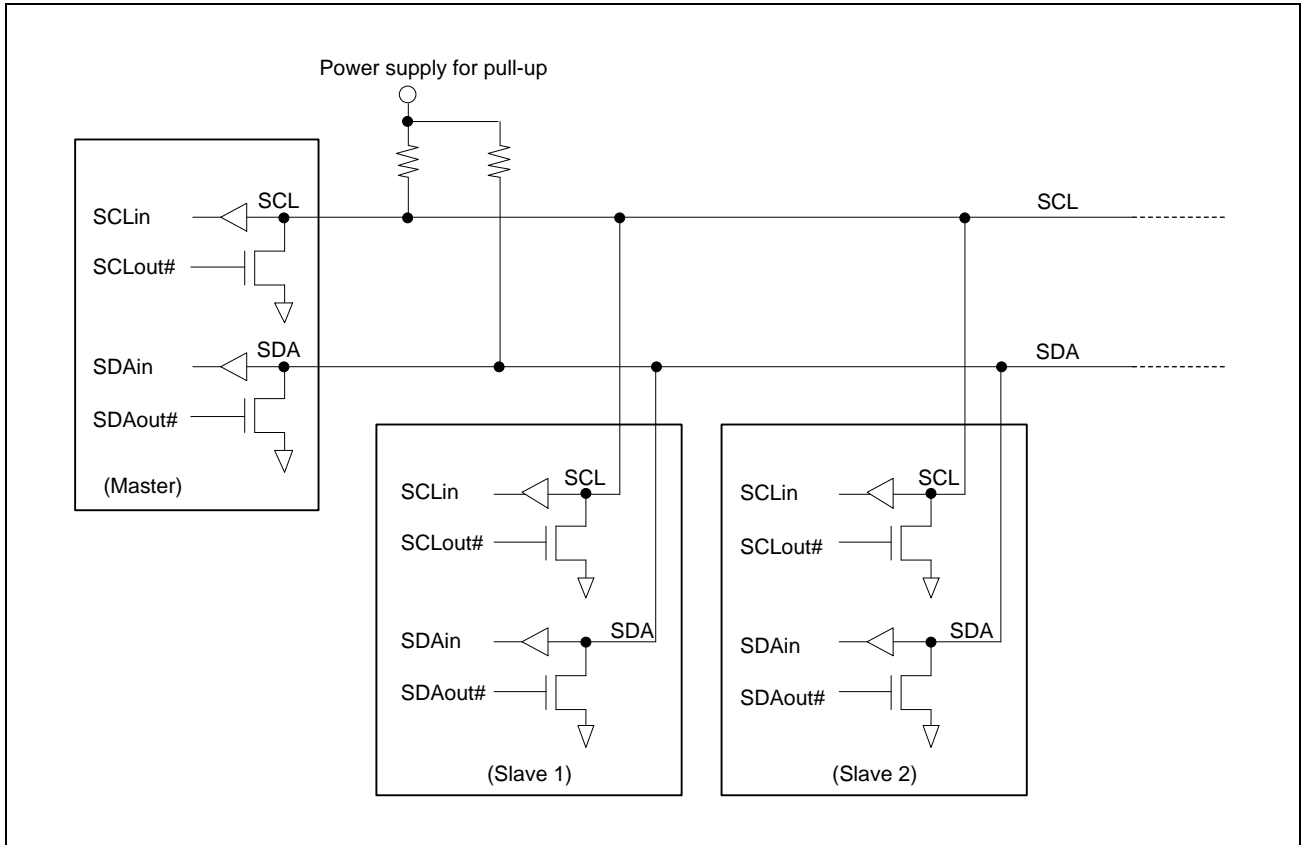 Power supply for pull-up
SCL
SCLin
SCLout#
SDA
SDAin
SDAout#
(Master)
SCL
SDA
SCL
SCLin
SCLout#
SDA
SDAin
SDAout#
(Slave 1)
SCL
SCLin
SCLout#
SDA
SDAin
SDAout#
(Slave 2)